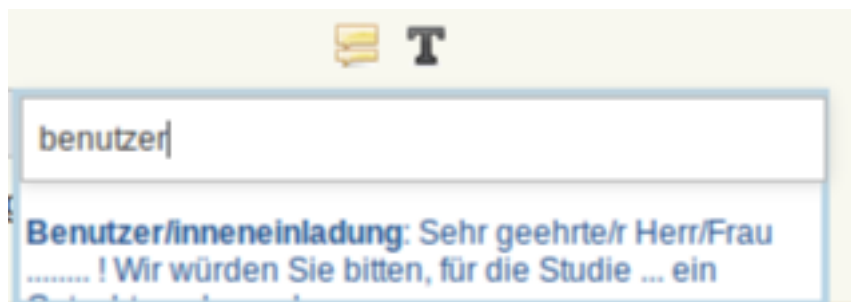 benutzer
Benutzer/inneneinladung: Sehr geehrte/r Herr/Frau
........ ! Wir würden Sie bitten, für die Studie ... ein